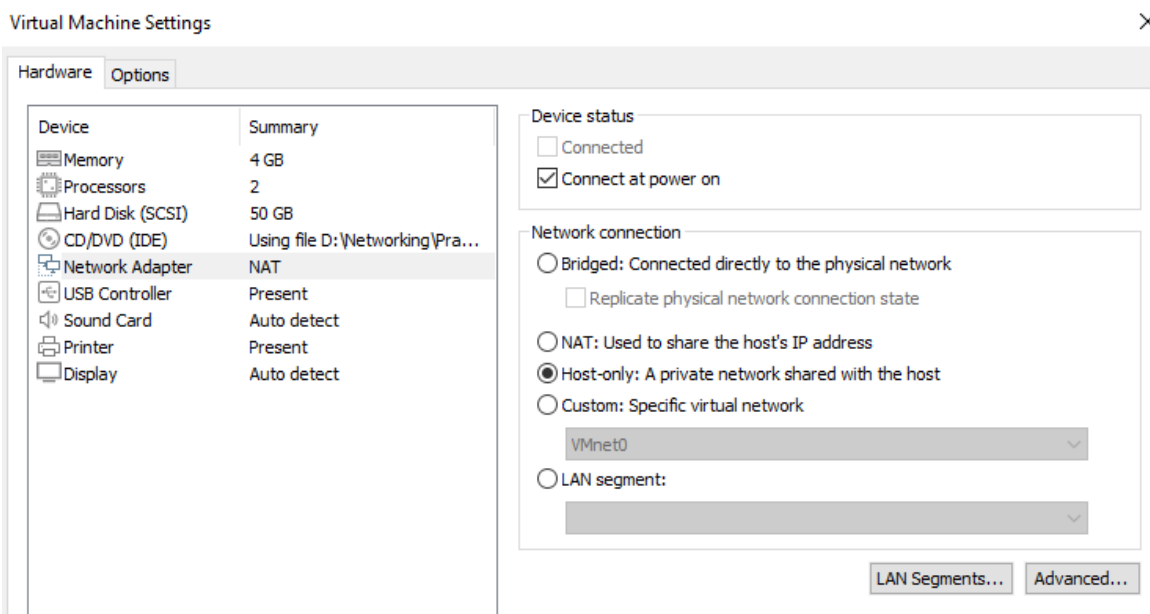 Virtual Machine Settings
Hardware
Options
Device Summary
Memory 4 GB
Processors 2
Hard Disk (SCSI) 50 GB
CD/DVD (IDE) Using file D:\Networking\Pra...
Network Adapter NAT
USB Controller Present
Sound Card Auto detect
Printer Present
Display Auto detect
Device status
Connected
Connect at power on
Network connection
Bridged: Connected directly to the physical network
Replicate physical network connection state
NAT: Used to share the host's IP address
Host-only: A private network shared with the host
Custom: Specific virtual network
VMnet0
LAN segment:
LAN Segments...
Advanced...